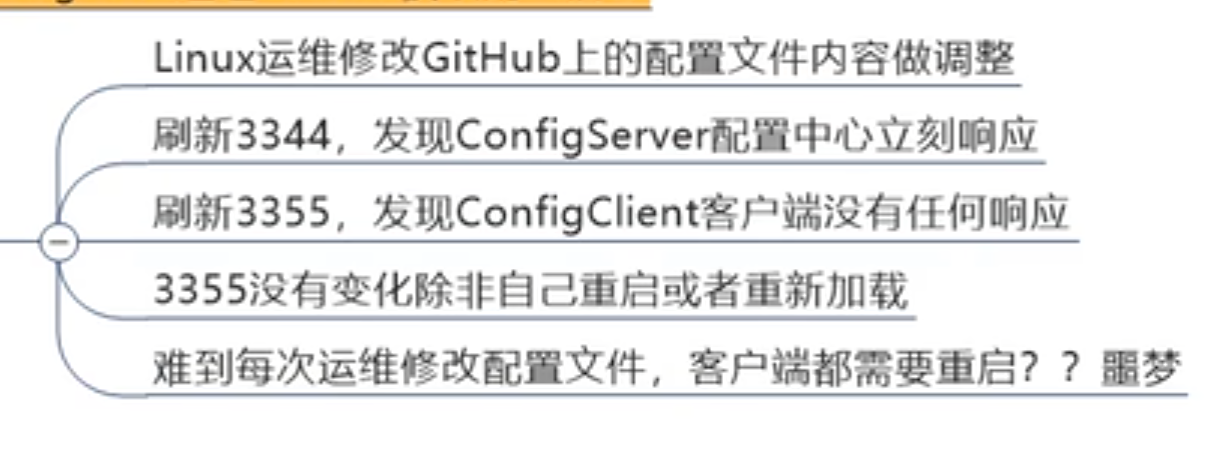 Linux运维修改GitHub上的配置文件内容做调整
刷新3344，发现ConfigServer配置中心立刻响应
刷新3355，发现ConfigClient客户端没有任何响应
3355没有变化除非自己重启或者重新加载
难到每次运维修改配置文件，客户端都需要重启？？噩梦